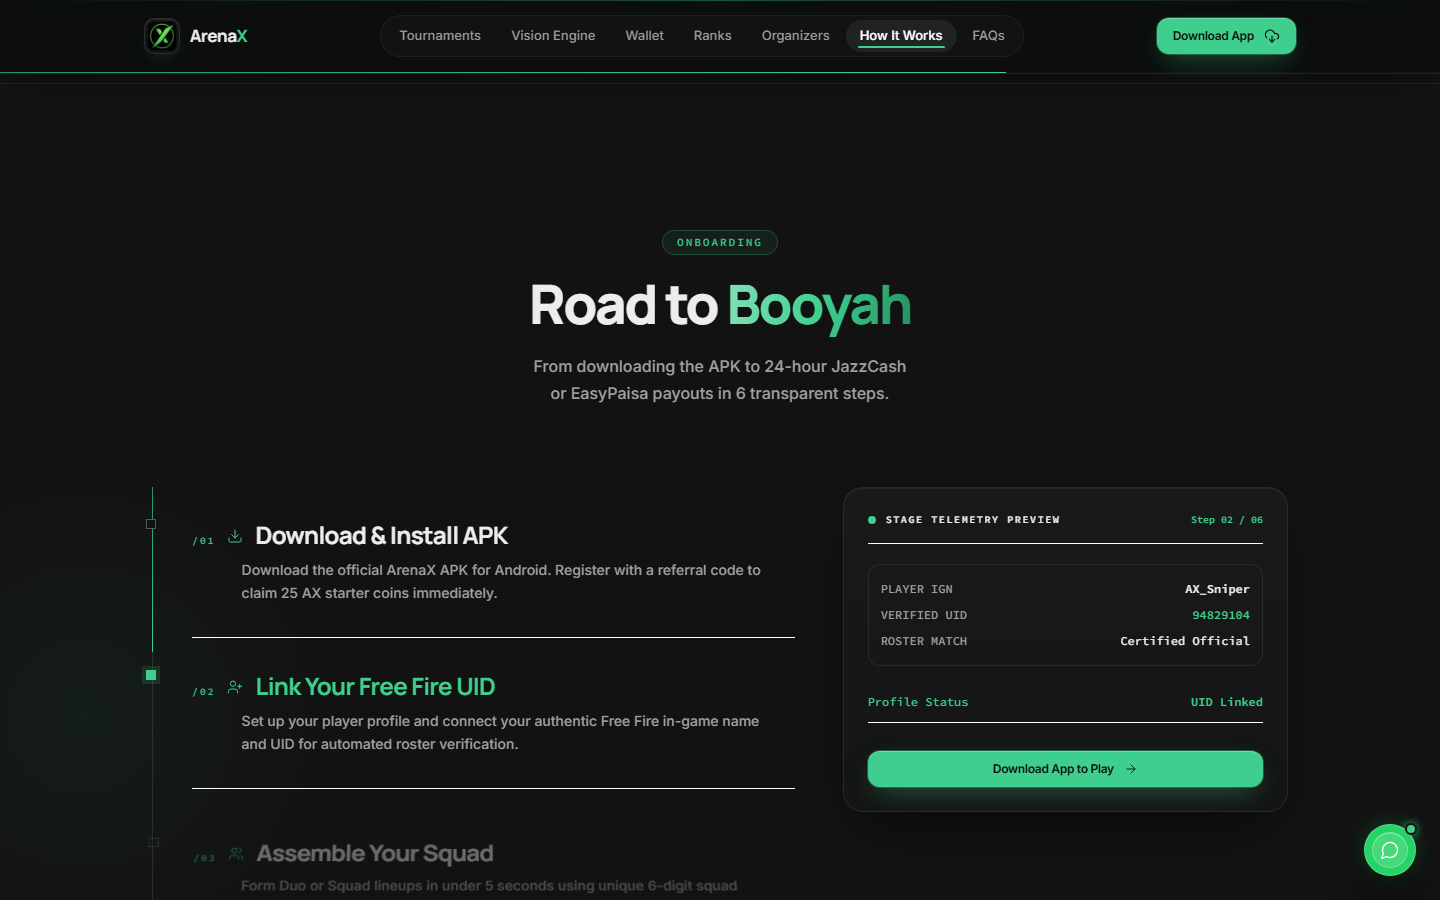 ArenaX
Tournaments
Vision Engine
Wallet
Ranks
Organizers
How It Works
FAQs
Download App
ONBOARDING
Road to Booyah
From downloading the APK to 24-hour JazzCash
or EasyPaisa payouts in 6 transparent steps.
/01
Download & Install APK
Download the official ArenaX APK for Android. Register with a referral code to
claim 25 AX starter coins immediately.
/02
Link Your Free Fire UID
Set up your player profile and connect your authentic Free Fire in-game name
and UID for automated roster verification.
/03
Assemble Your Squad
Form Duo or Squad lineups in under 5 seconds using unique 6-digit squad
STAGE TELEMETRY PREVIEW
Step 02 / 06
PLAYER IGN
AX_Sniper
VERIFIED UID
94829104
ROSTER MATCH
Certified Official
Profile Status
UID Linked
Download App to Play